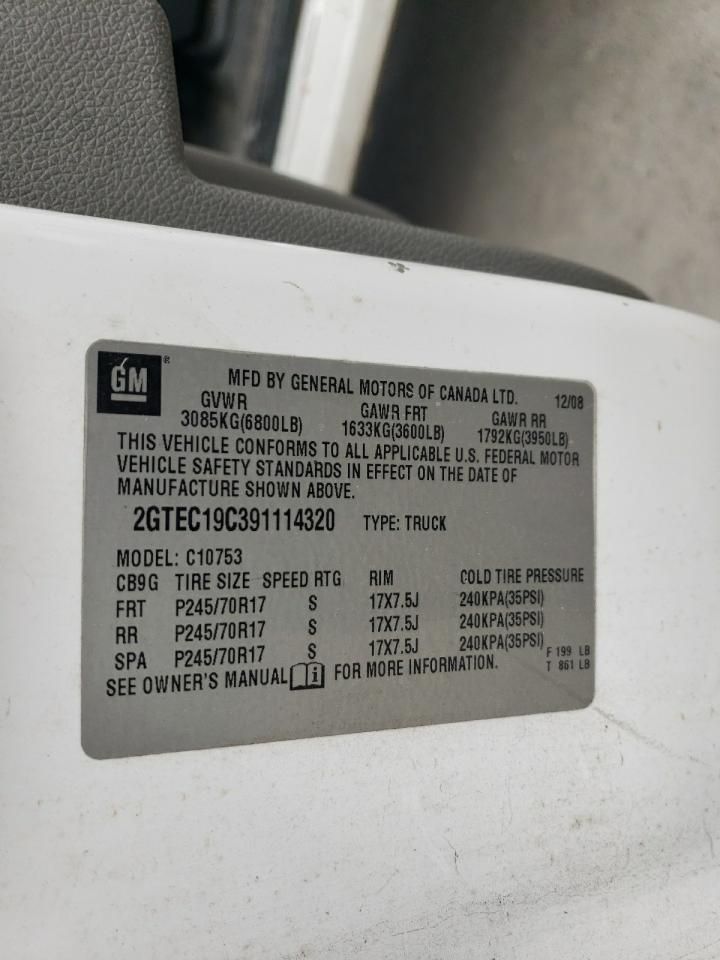 GM ®
MFD BY GENERAL MOTORS OF CANADA LTD. 12/08
GVWR GAWR FRT GAWR RR
3085KG(6800LB) 1633KG(3600LB) 1792KG(3950LB)
THIS VEHICLE CONFORMS TO ALL APPLICABLE U.S. FEDERAL MOTOR
VEHICLE SAFETY STANDARDS IN EFFECT ON THE DATE OF
MANUFACTURE SHOWN ABOVE.
2GTEC19C391114320 TYPE: TRUCK
MODEL: C10753
CB9G TIRE SIZE SPEED RTG RIM COLD TIRE PRESSURE
FRT P245/70R17 S 17X7.5J 240KPA(35PSI)
RR P245/70R17 S 17X7.5J 240KPA(35PSI)
SPA P245/70R17 S 17X7.5J 240KPA(35PSI) F 199 LB
T 861 LB
SEE OWNER'S MANUAL i FOR MORE INFORMATION.